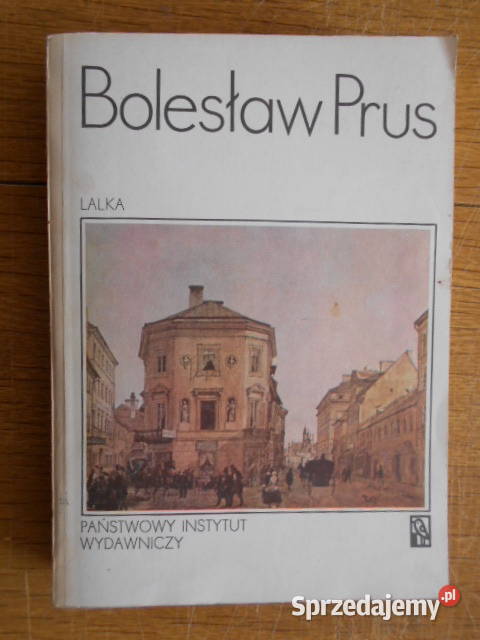 Bolesław Prus
LALKA
PAŃSTWOWY INSTYTUT
WYDAWNICZY
Sprzedajemy.pl